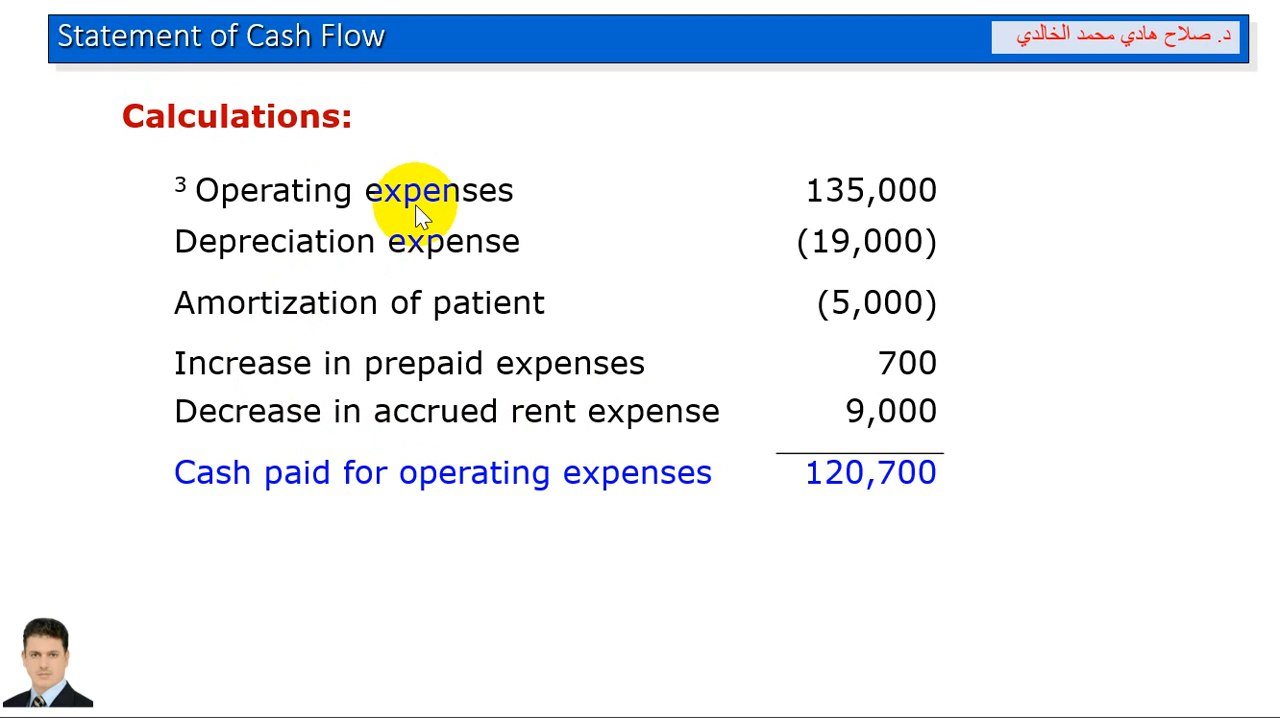 Statement of Cash Flow
د. صلاح هادي محمد الخالدي
Calculations:
3 Operating expenses 135,000
Depreciation expense (19,000)
Amortization of patient (5,000)
Increase in prepaid expenses 700
Decrease in accrued rent expense 9,000
Cash paid for operating expenses 120,700